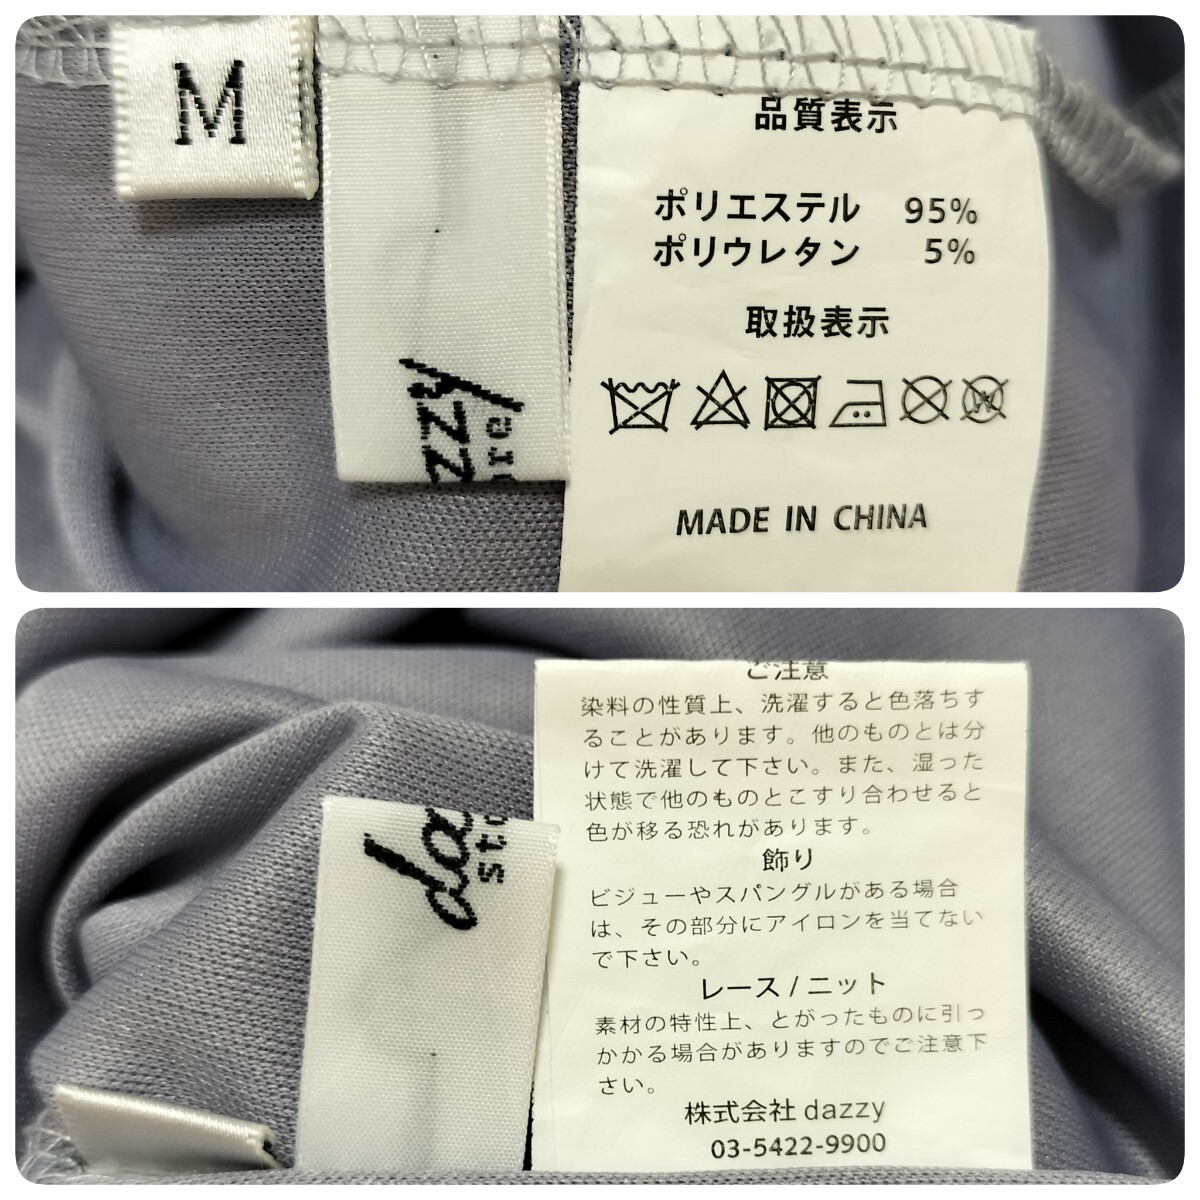 M
品質表示
ポリエステル 95%
ポリウレタン 5%
取扱表示
W
MADE IN CHINA
zzy
ore
ご注意
染料の性質上、洗濯すると色落ちす
ることがあります。他のものとは分
けて洗濯して下さい。また、湿った
状態で他のものとこすり合わせると
色が移る恐れがあります。
飾り
ビジューやスパングルがある場合
は、その部分にアイロンを当てない
で下さい。
レース/ニット
素材の特性上、とがったものに引っ
かかる場合がありますのでご注意下
さい。
株式会社 dazzy
03-5422-9900
da
sto